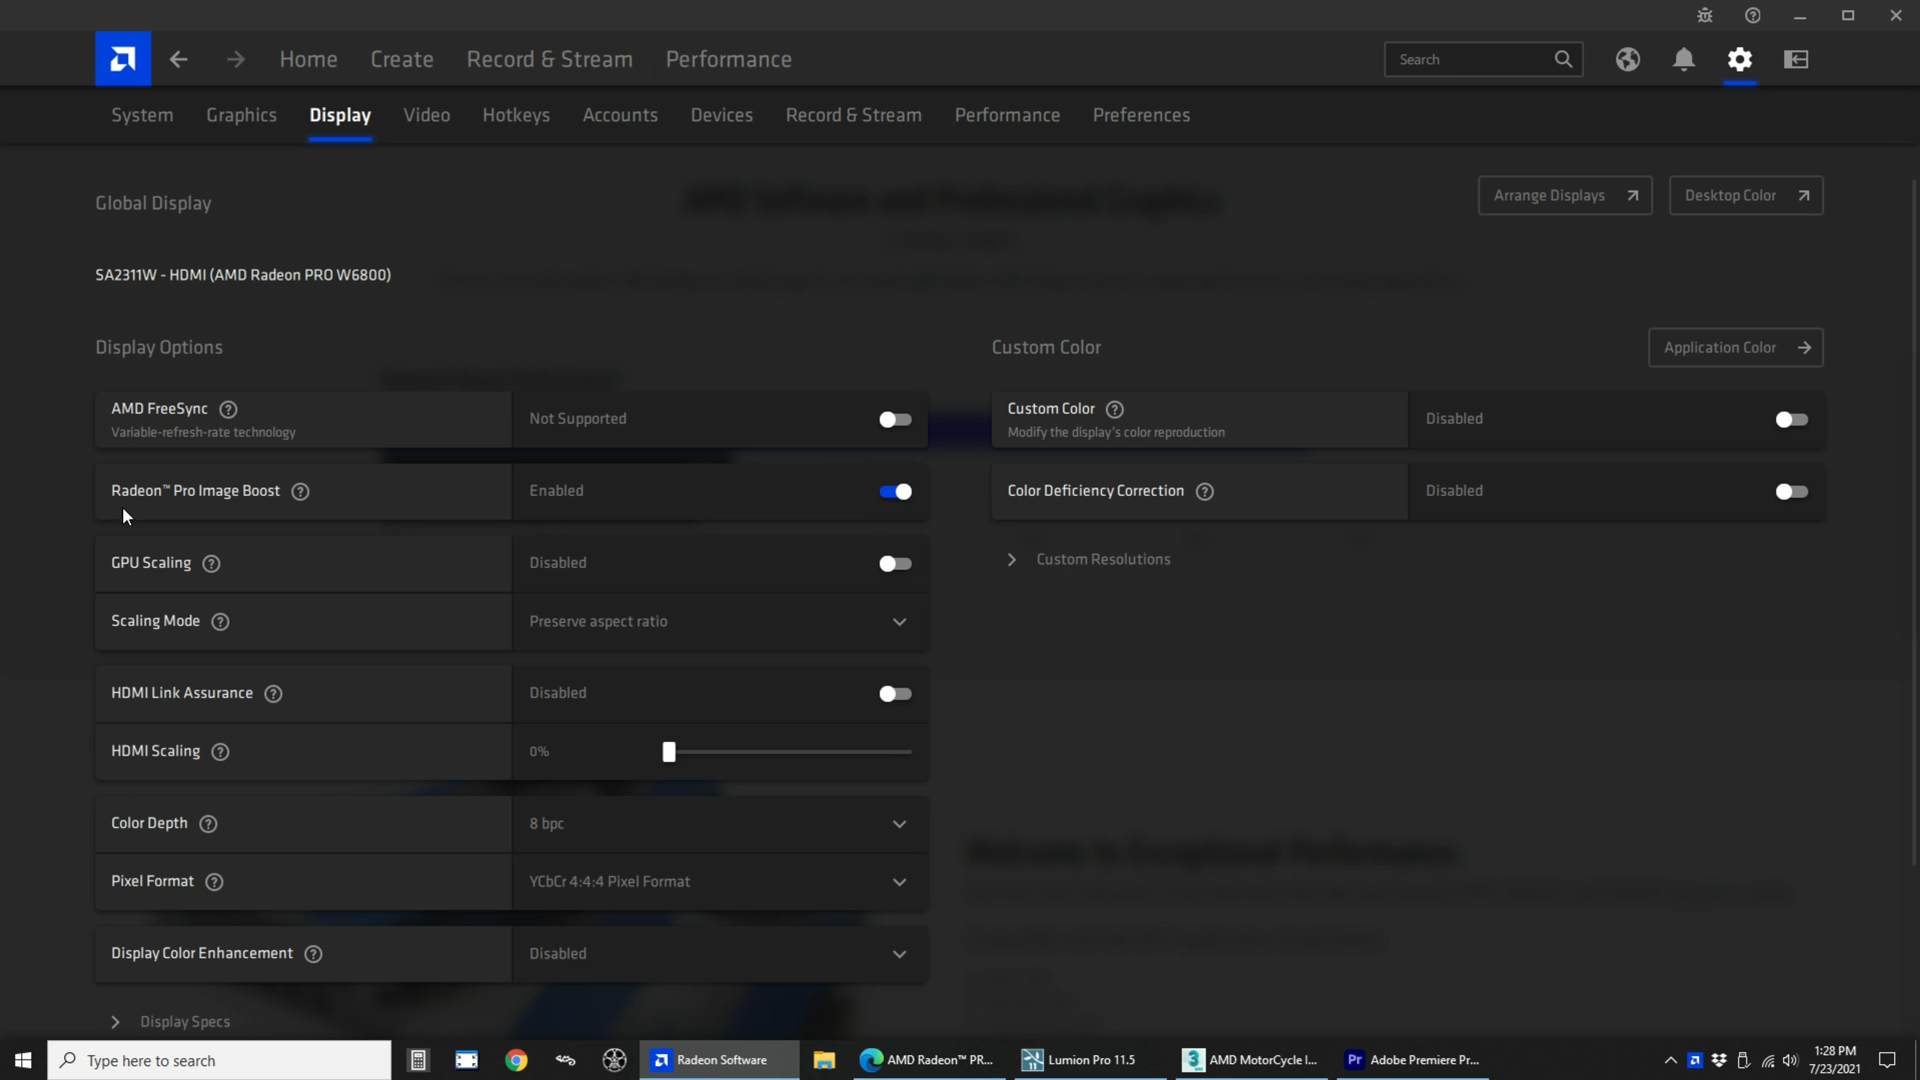 Home
Create
Record & Stream
Performance
Search
System
Graphics
Display
Video
Hotkeys
Accounts
Devices
Record & Stream
Performance
Preferences
Global Display
Arrange Displays
Desktop Color
SA2311W - HDMI (AMD Radeon PRO W6800)
Display Options
Custom Color
Application Color
AMD FreeSync
Variable-refresh-rate technology
Not Supported
Custom Color
Modify the display's color reproduction
Disabled
Radeon™ Pro Image Boost
Enabled
Color Deficiency Correction
Disabled
GPU Scaling
Disabled
Custom Resolutions
Scaling Mode
Preserve aspect ratio
HDMI Link Assurance
Disabled
HDMI Scaling
0%
Color Depth
8 bpc
Pixel Format
YCbCr 4:4:4 Pixel Format
Display Color Enhancement
Disabled
Display Specs
Type here to search
Radeon Software
AMD Radeon™ PR...
Lumion Pro 11.5
AMD MotorCycle I...
Adobe Premiere Pr...
1:28 PM
7/23/2021